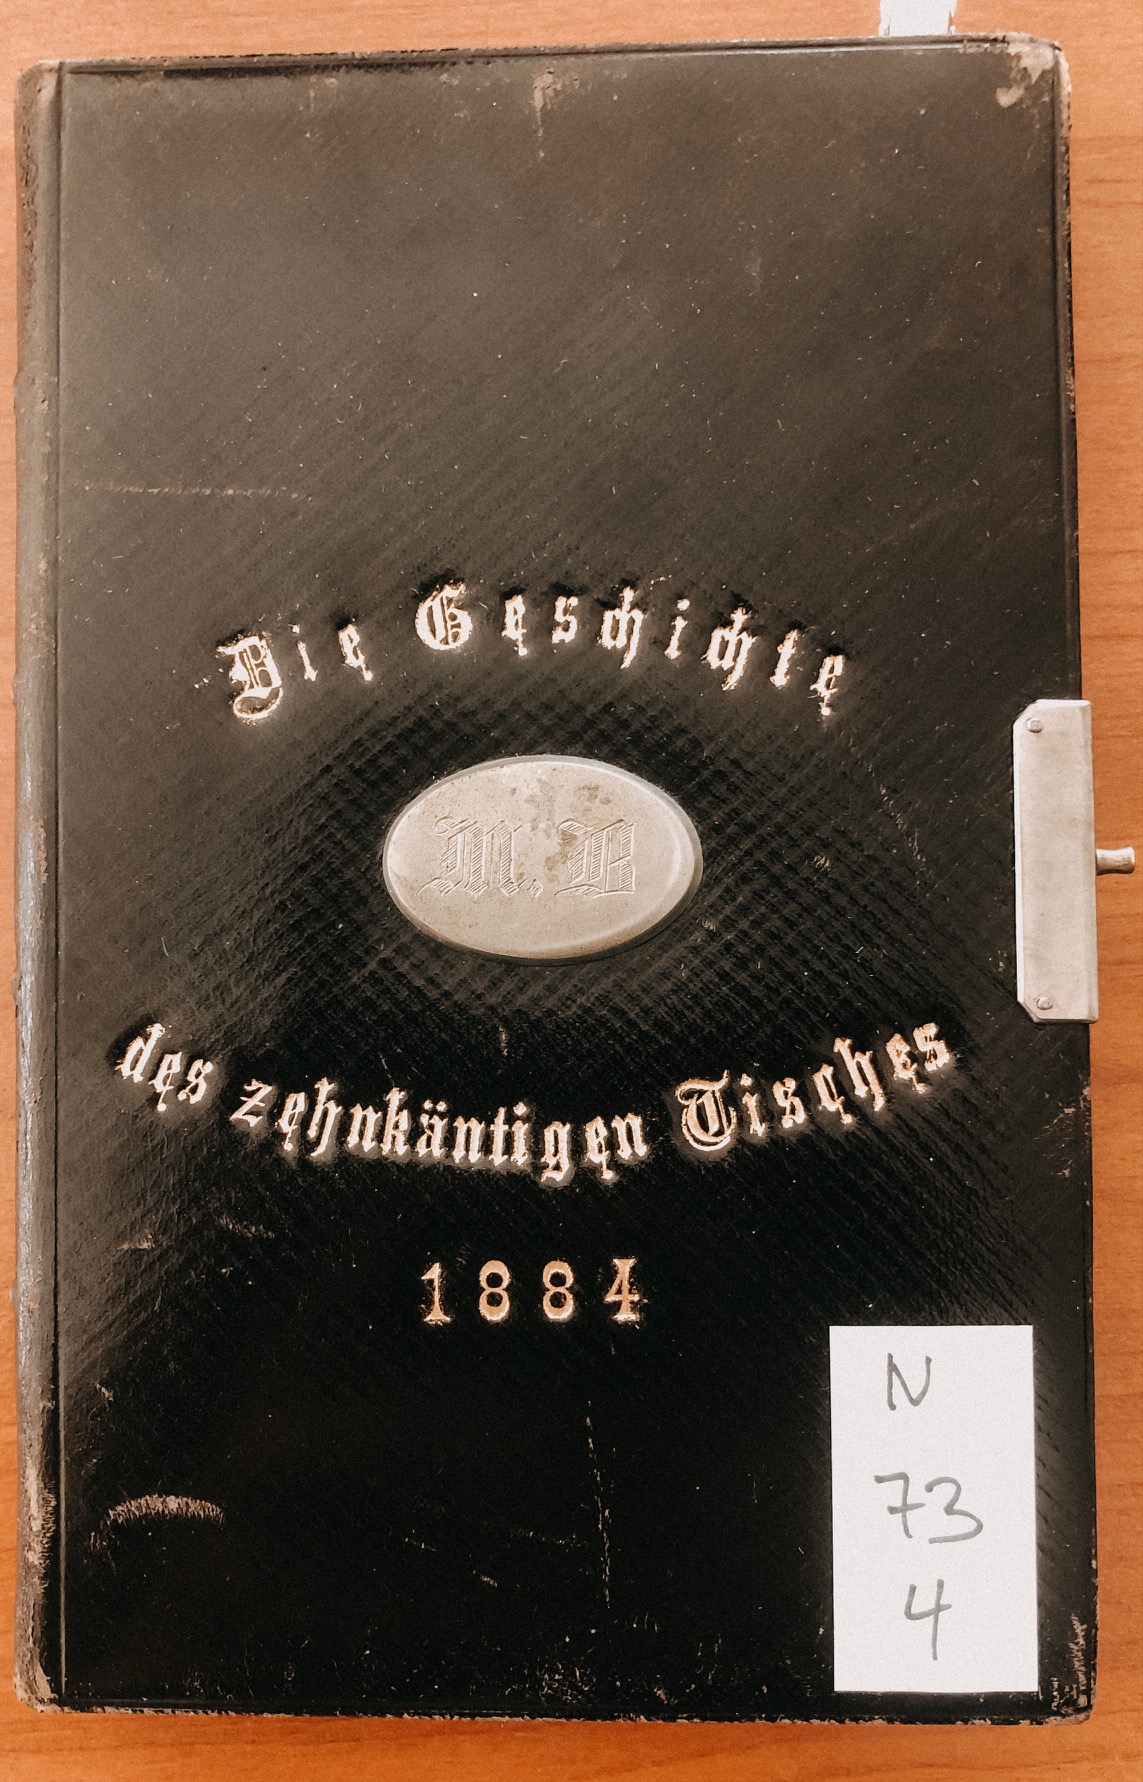 Die Geschichte
M. B
des zehnkäntigen Tisches
1884
N
73
4